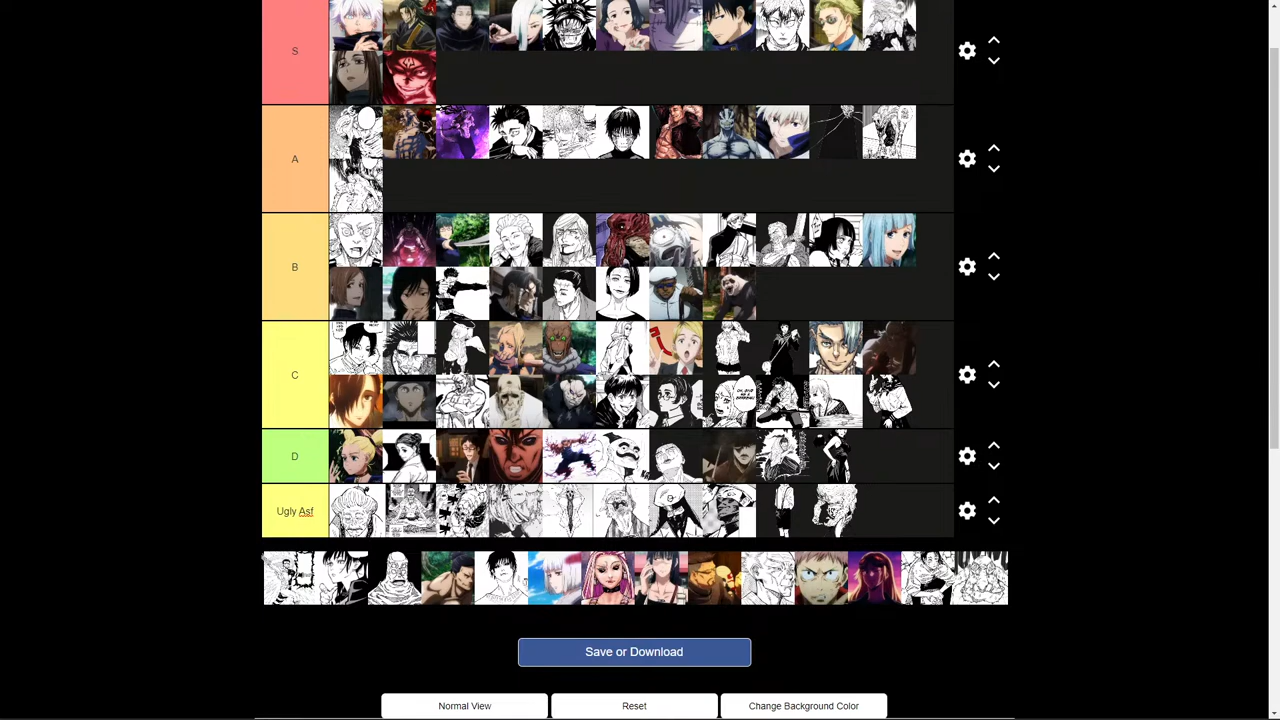 S
A
B
C
D
Ugly Asf
Save or Download
Normal View
Reset
Change Background Color